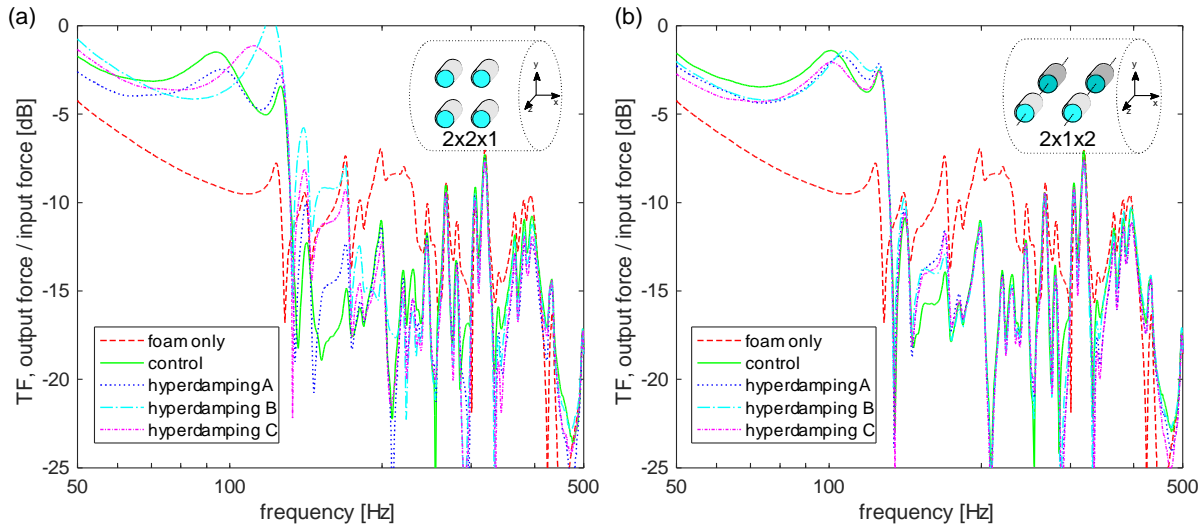 (a)
TF, output force / input force [dB]
0
-5
-10
-15
-20
-25
50
100
500
frequency [Hz]
y
x
z
2x2x1
foam only
control
hyperdamping A
hyperdamping B
hyperdamping C
(b)
TF, output force / input force [dB]
0
-5
-10
-15
-20
-25
50
100
500
frequency [Hz]
y
x
z
2x1x2
foam only
control
hyperdamping A
hyperdamping B
hyperdamping C